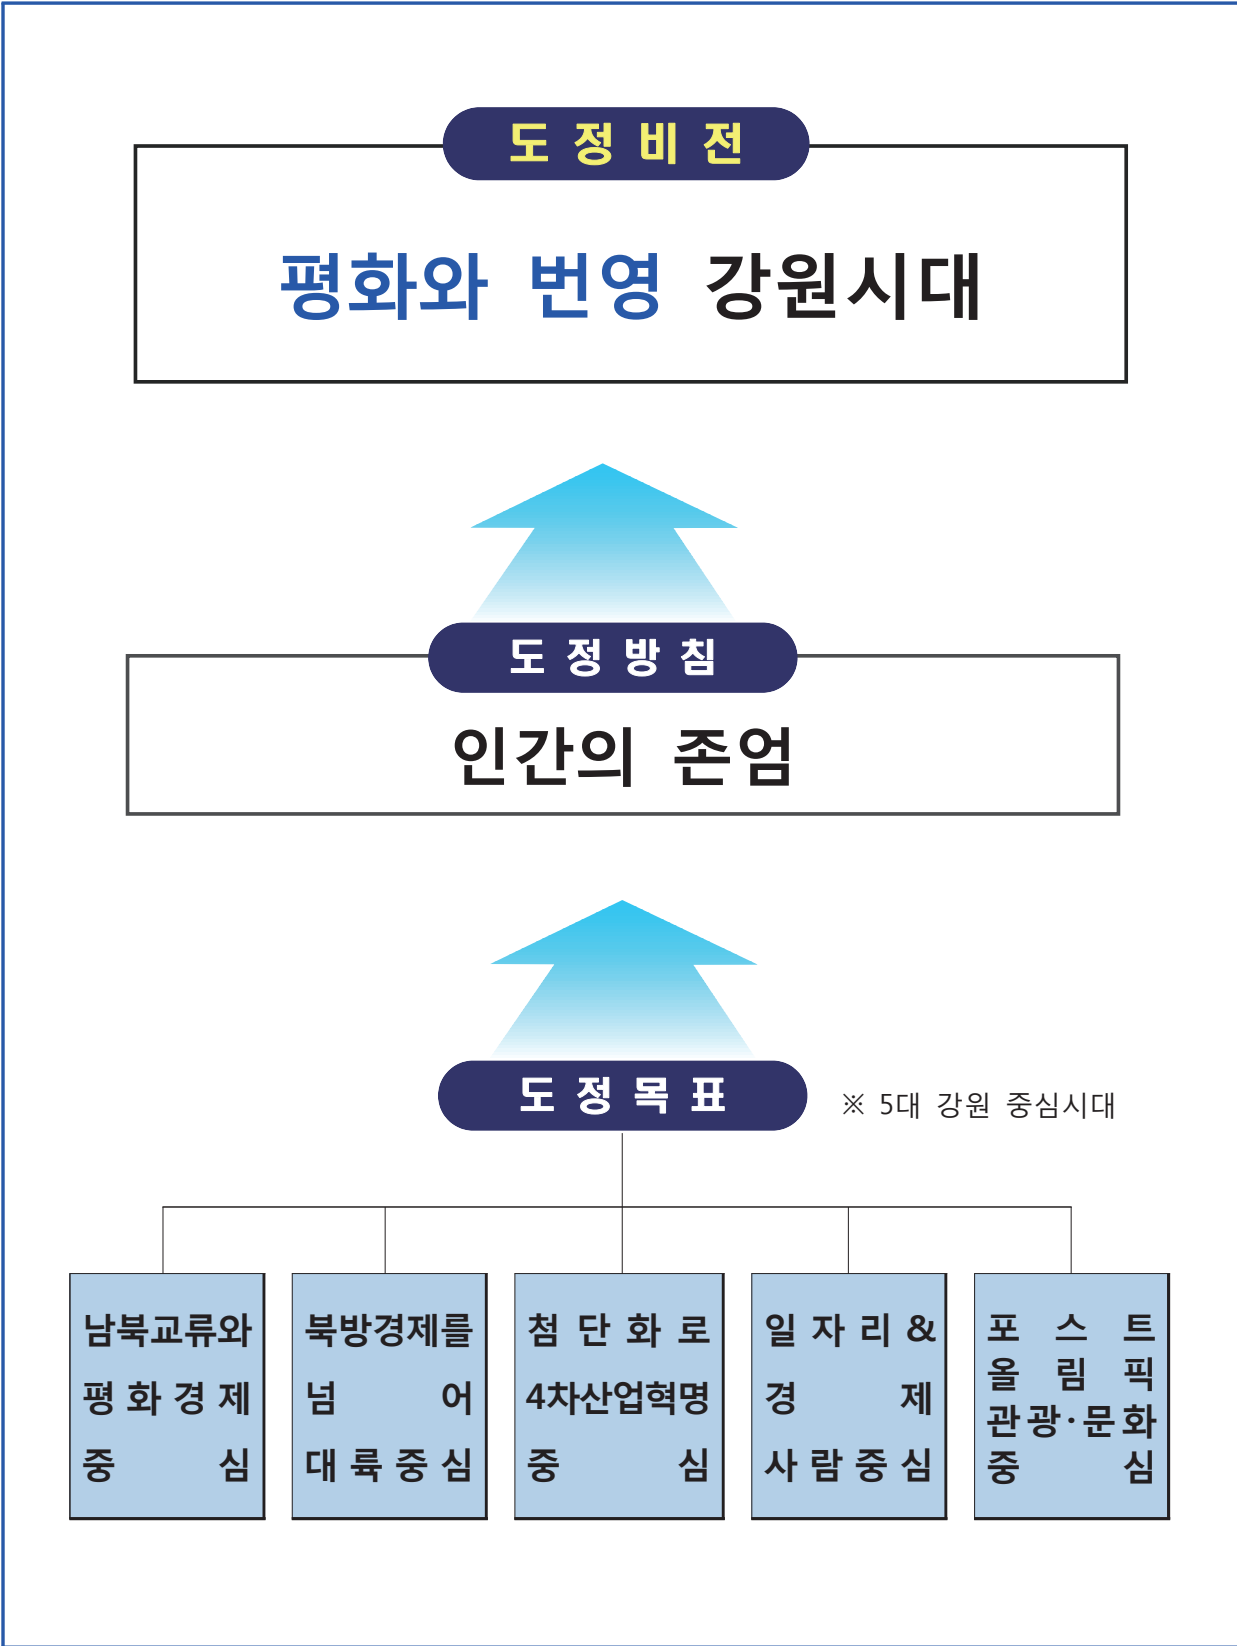 도정비전
평화와 번영 강원시대
도정방침
인간의 존엄
도정목표
※ 5대 강원 중심시대
남북교류와
평화경제
중심
북방경제를
넘어
대륙중심
첨단화로
4차산업혁명
중심
일자리&
경제
사람중심
포스트
올림픽
관광·문화
중심